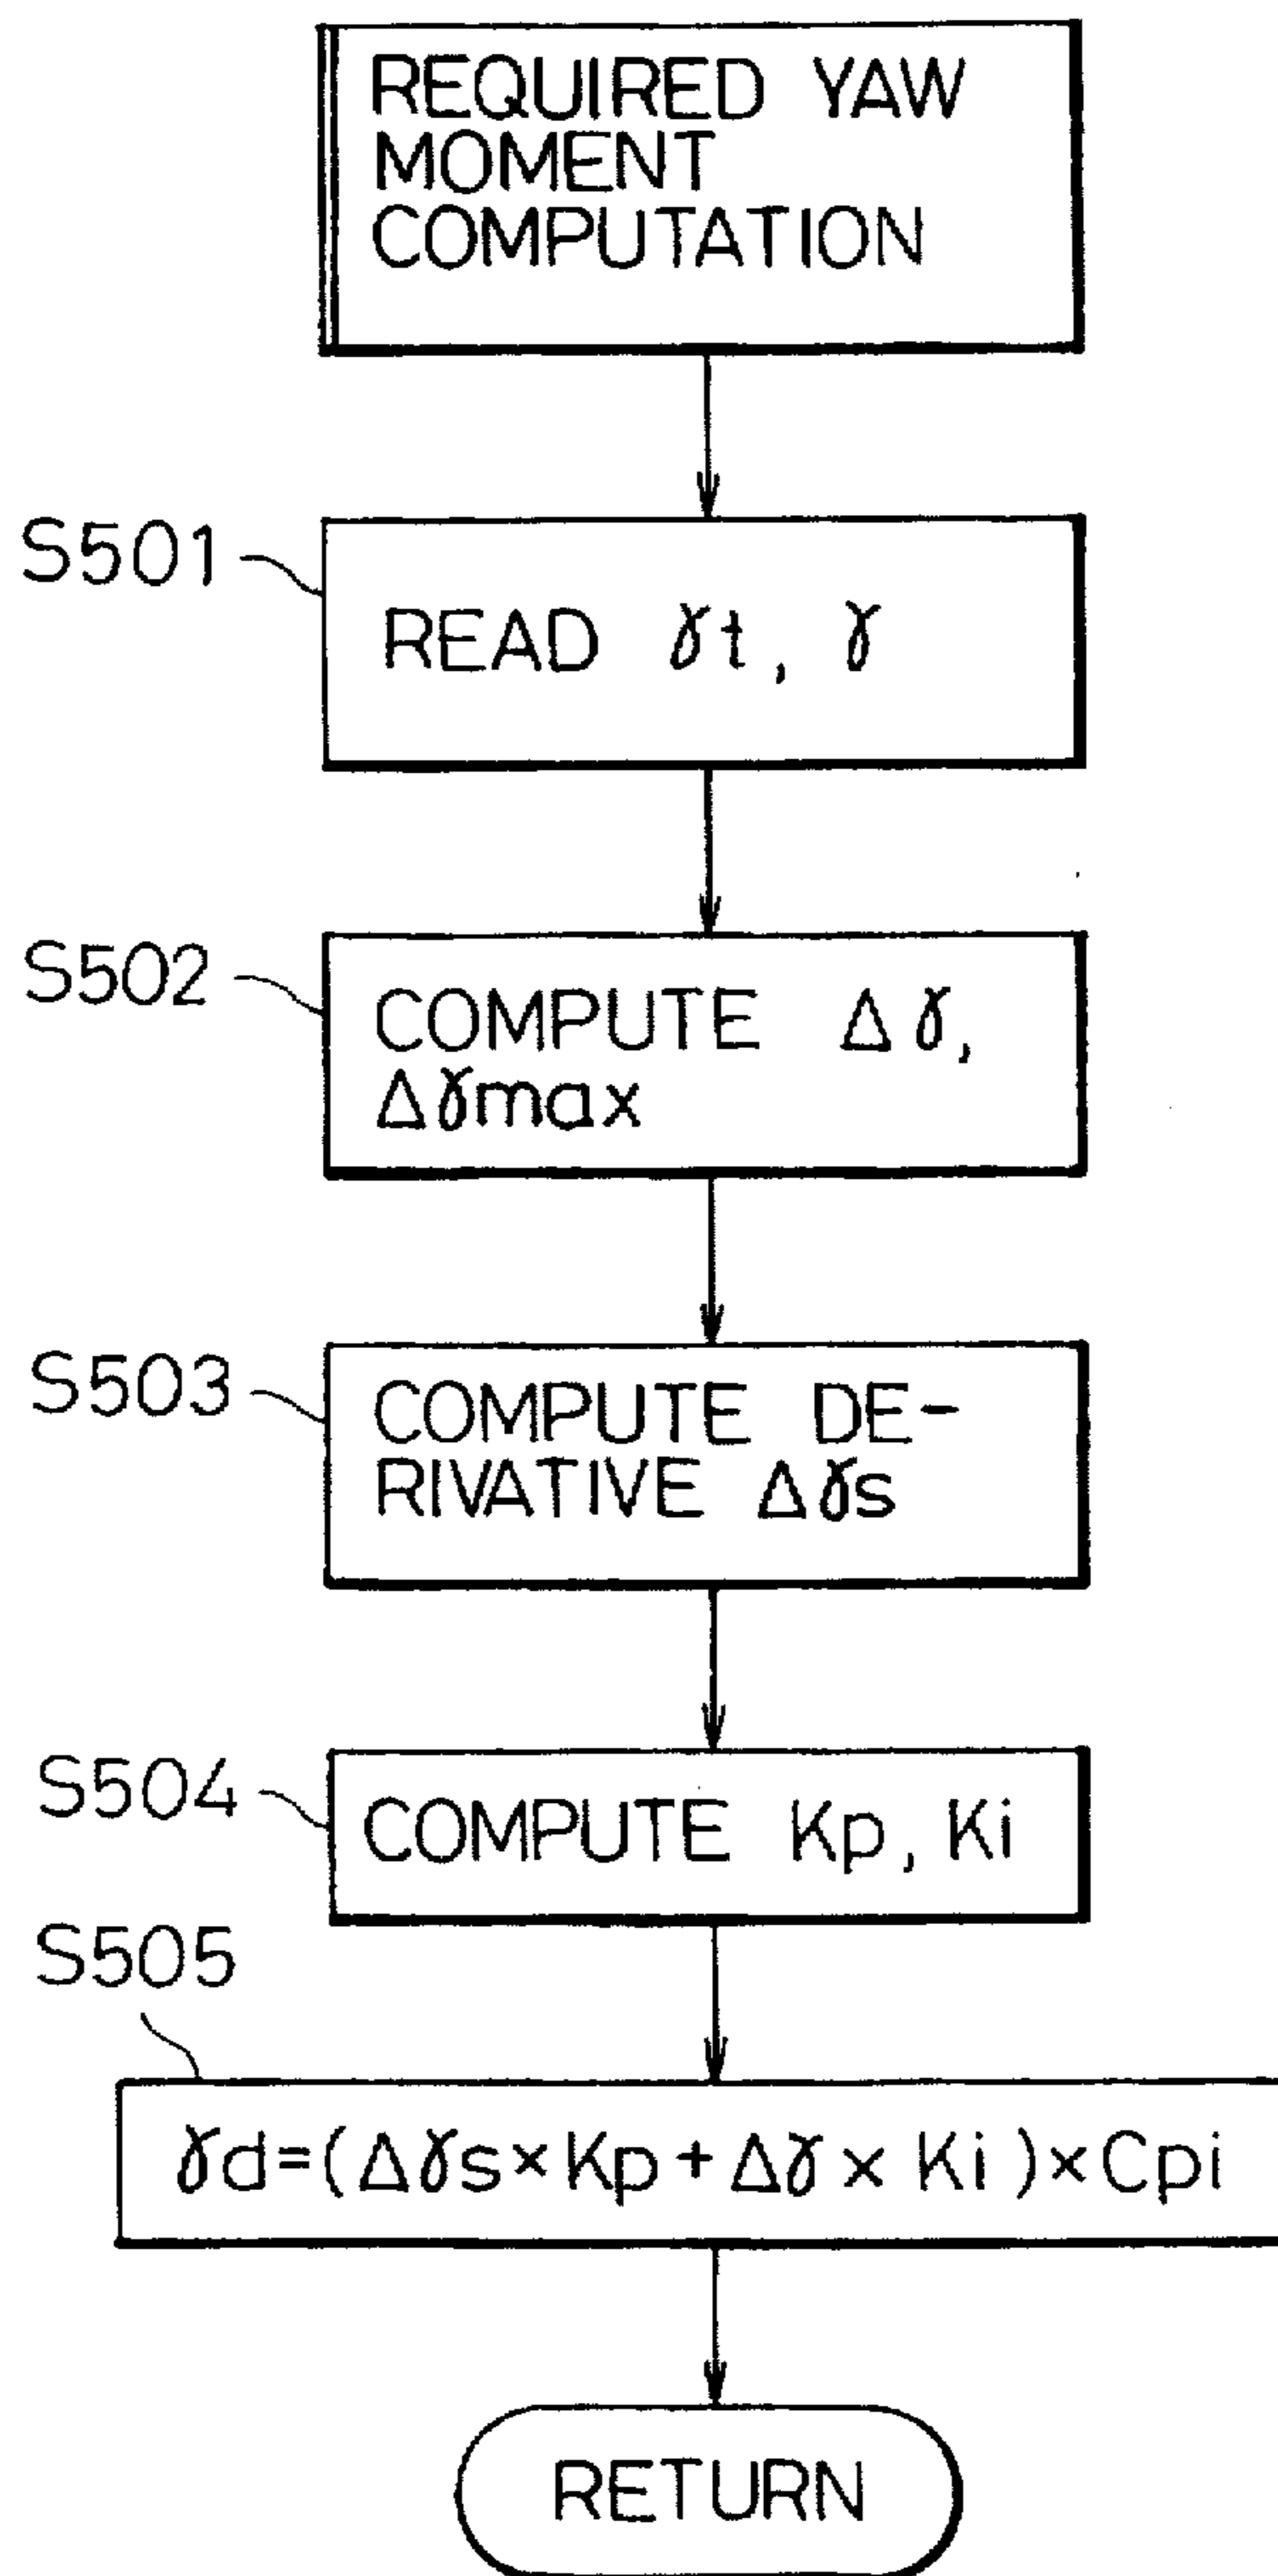 REQUIRED YAW
MOMENT
COMPUTATION
S501
READ γt, γ
S502
COMPUTE Δγ,
Δγmax
S503
COMPUTE DE-
RIVATIVE Δγs
S504
COMPUTE Kp, Ki
S505
γd=(Δγs×Kp+Δγ×Ki)×Cpi
RETURN